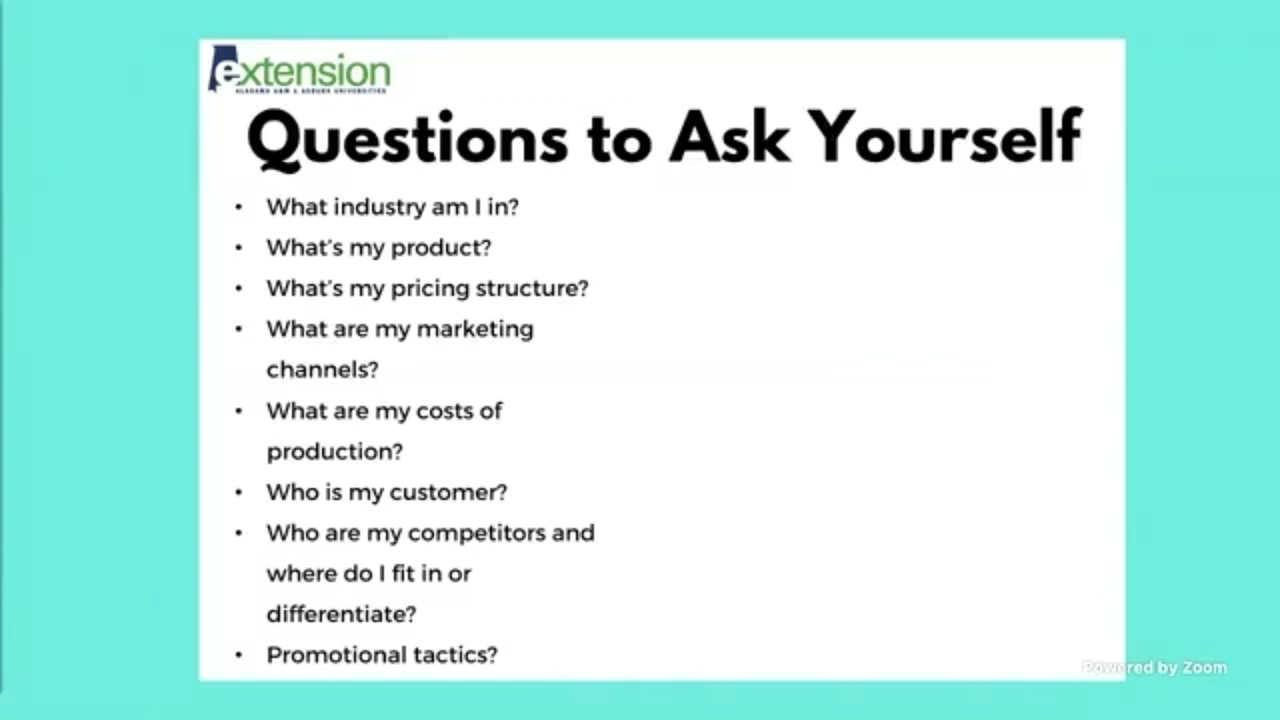 extension
ALABAMA A&M & AUBURN UNIVERSITIES
Questions to Ask Yourself
• What industry am I in?
• What's my product?
• What's my pricing structure?
• What are my marketing
channels?
• What are my costs of
production?
• Who is my customer?
• Who are my competitors and
where do I fit in or
differentiate?
• Promotional tactics?
Powered by Zoom